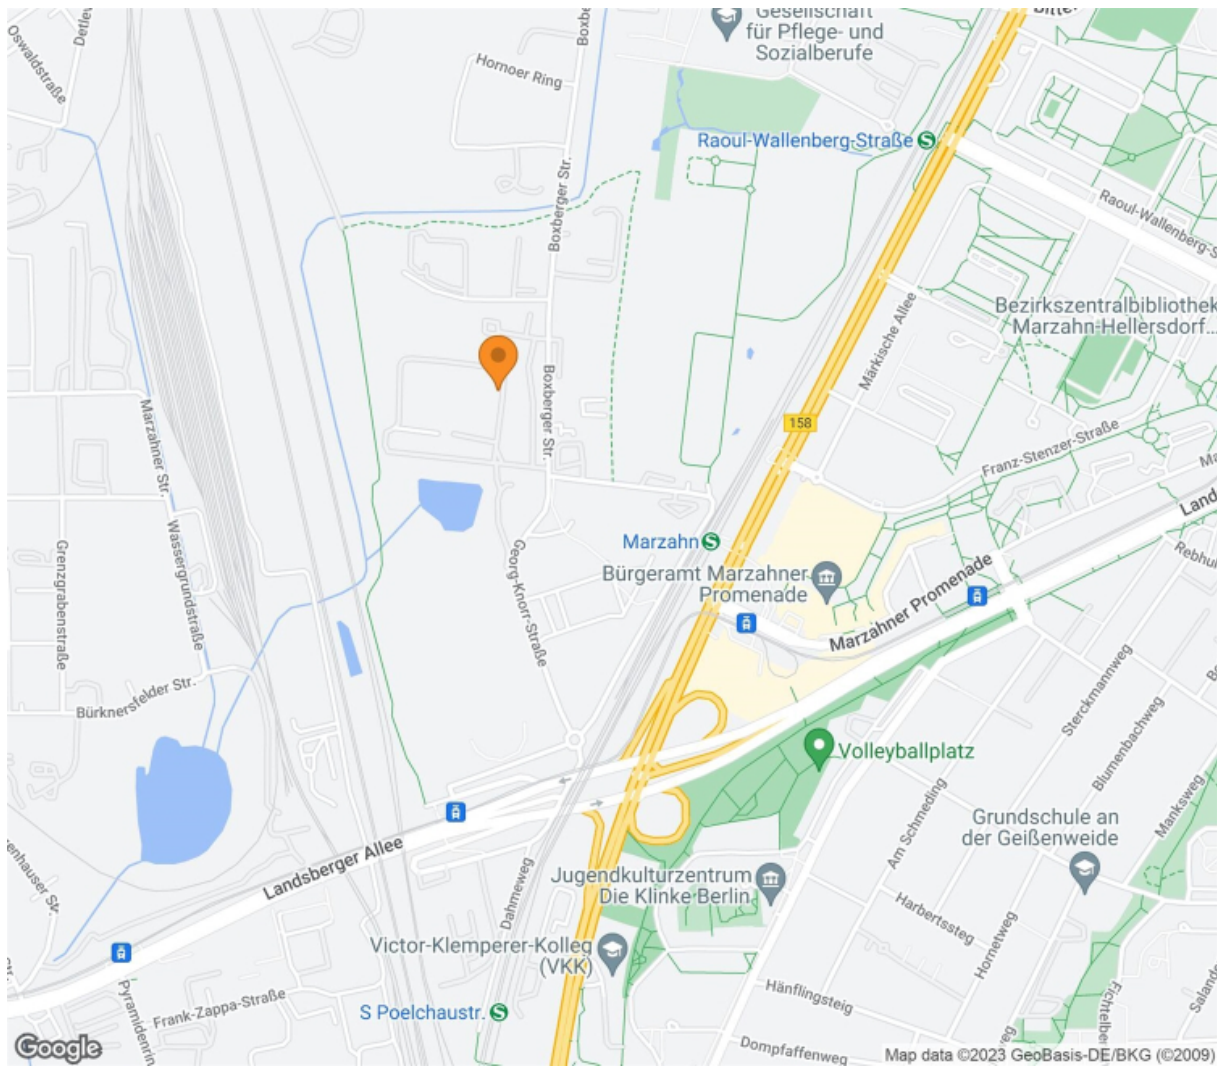 Gesellschaft
für Pflege- und
Sozialberufe
Oswaldstraße
Hornoer Ring
Raoul-Wallenberg-Straße
S
Boxberger Str.
Raoul-Wallenberg-S
Bezirkszentralbibliothek
Marzahn-Hellersdorf...
Märkische Allee
Boxberger Str.
158
Marzahner Str.
Franz-Stenzer-Straße
Wassergrundstraße
Grenzgrabenstraße
Georg-Knorr-Straße
Marzahn
S
Bürgeramt Marzahner
Promenade
Marzahner Promenade
Bürknersfelder Str.
Sterckmannweg
Blumenbachweg
Volleyballplatz
Manksweg
Am Schmeding
Grundschule an
der Geißenweide
Landsberger Allee
Dahmeweg
Jugendkulturzentrum
Die Klinke Berlin
Harbertssteg
Hornetweg
Victor-Klemperer-Kolleg
(VKK)
Hänflingsteig
Pyramidenrin
Frank-Zappa-Straße
S Poelchaustr.
S
Dompfaffenweg
Google
Map data ©2023 GeoBasis-DE/BKG (©2009)